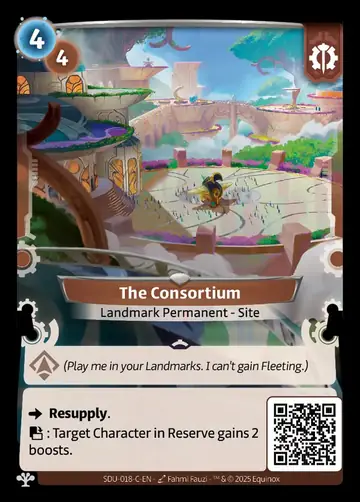 4
4
The Consortium
Landmark Permanent - Site
(Play me in your Landmarks. I can't gain Fleeting.)
Resupply.
: Target Character in Reserve gains 2
boosts.
SDU-018-C-EN - Fahmi Fauzi - ™ & © 2025 Equinox